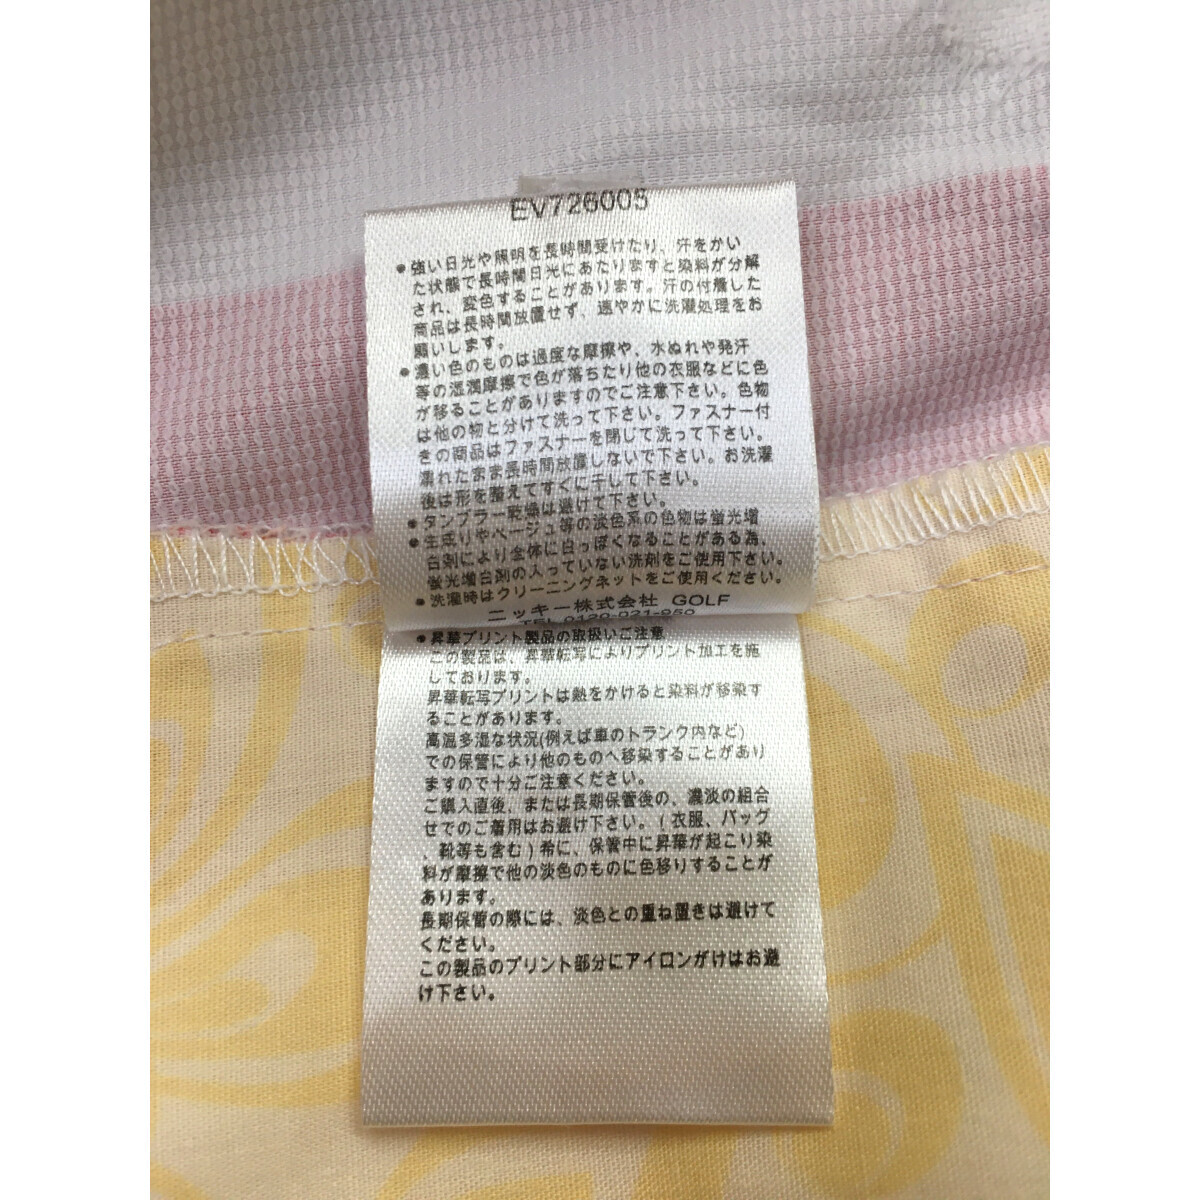 EV726005
●強い日光や照明を長時間受けたり、汗をかい
た状態で長時間日光にあたりますと染料が分解
され、変色することがあります。汗の付着した
商品は長時間放置せず、速やかに洗濯処理をお
願いします。
●濃い色のものは過度な摩擦や、水ぬれや発汗
等の湿潤摩擦で色が落ちたり他の衣服などに色
が移ることがありますのでご注意下さい。色物
は他の物と分けて洗って下さい。ファスナー付
きの商品はファスナーを閉じて洗って下さい。
濡れたまま長時間放置しないで下さい。お洗濯
後は形を整えてすぐに干して下さい。
●タンブラー乾燥は避けて下さい。
●生成りやベージュ等の淡色系の色物は蛍光増
白剤により全体に白っぽくなることがある為、
蛍光増白剤の入っていない洗剤をご使用下さい。
●洗濯時はクリーニングネットをご使用ください。
ニッキー株式会社 GOLF
TEL 0120-021-050
●昇華プリント製品の取扱いご注意
この製品は、昇華転写によりプリント加工を施
しております。
昇華転写プリントは熱をかけると染料が移染す
ることがあります。
高温多湿な状況(例えば車のトランク内など)
での保管により他のものへ移染することがあり
ますので十分ご注意ください。
ご購入直後、または長期保管後の、濃淡の組合
せでのご着用はお避け下さい。(衣服、バッグ
、靴等も含む)希に、保管中に昇華が起こり染
料が摩擦で他の淡色のものに色移りすることが
あります。
長期保管の際には、淡色との重ね置きは避けて
ください。
この製品のプリント部分にアイロンがけはお避
け下さい。